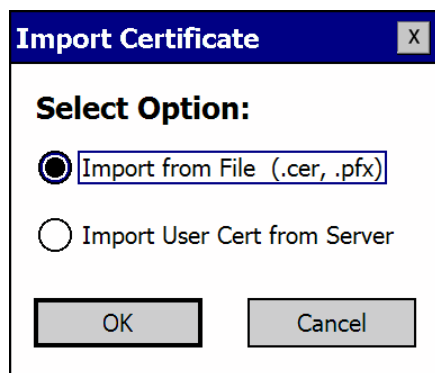 Import Certificate X
Select Option:
Import from File (.cer, .pfx)
Import User Cert from Server
OK Cancel